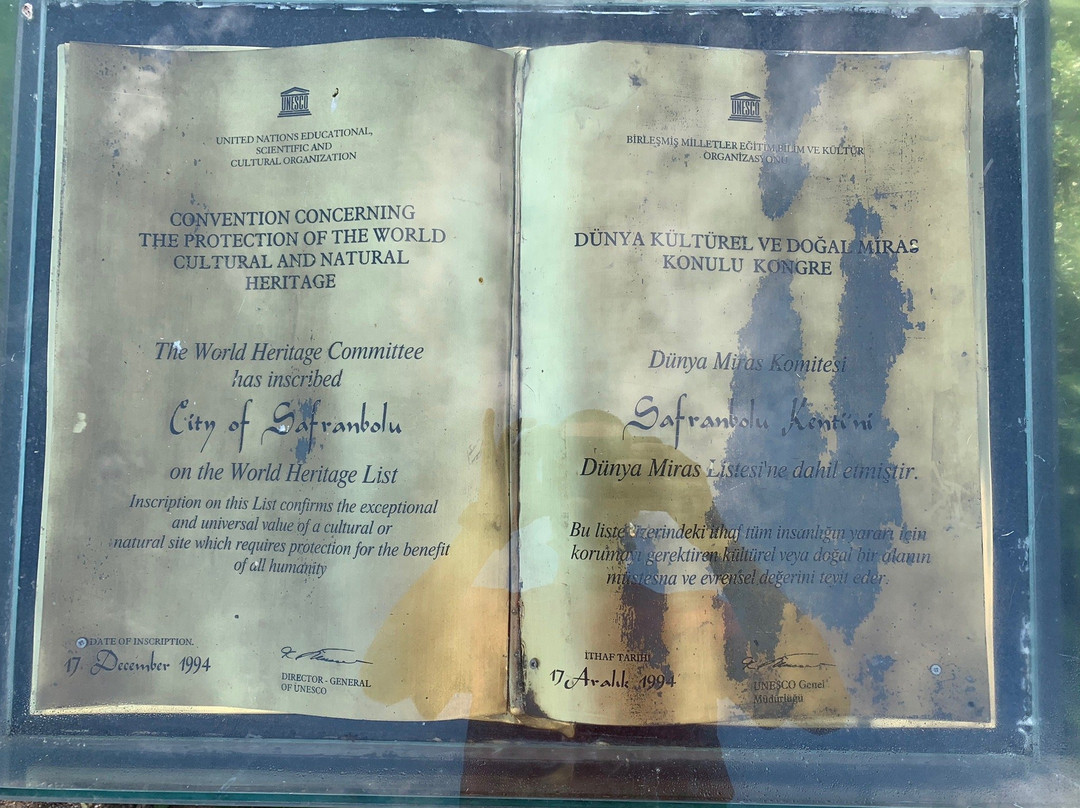 UNESCO
UNITED NATIONS EDUCATIONAL,
SCIENTIFIC AND
CULTURAL ORGANIZATION
CONVENTION CONCERNING
THE PROTECTION OF THE WORLD
CULTURAL AND NATURAL
HERITAGE
The World Heritage Committee
has inscribed
City of Safranbolu
on the World Heritage List
Inscription on this List confirms the exceptional
and universal value of a cultural or
natural site which requires protection for the benefit
of all humanity
DATE OF INSCRIPTION.
17 December 1994
DIRECTOR - GENERAL
OF UNESCO
UNESCO
BİRLEŞMİŞ MİLLETLER EĞİTİM BİLİM VE KÜLTÜR
ORGANİZASYONU
DÜNYA KÜLTÜREL VE DOĞAL MİRAS
KONULU KONGRE
Dünya Miras Komitesi
Safranbolu Kenti'ni
Dünya Miras Listesi'ne dahil etmiştir.
Bu liste üzerindeki ithaf tüm insanlığın yararı için
korumayı gerektiren kültürel veya doğal bir alanın
müstesna ve evrensel değerini teyit eder.
İTHAF TARİHİ
17 Aralık 1994
UNESCO Genel
Müdürlüğü